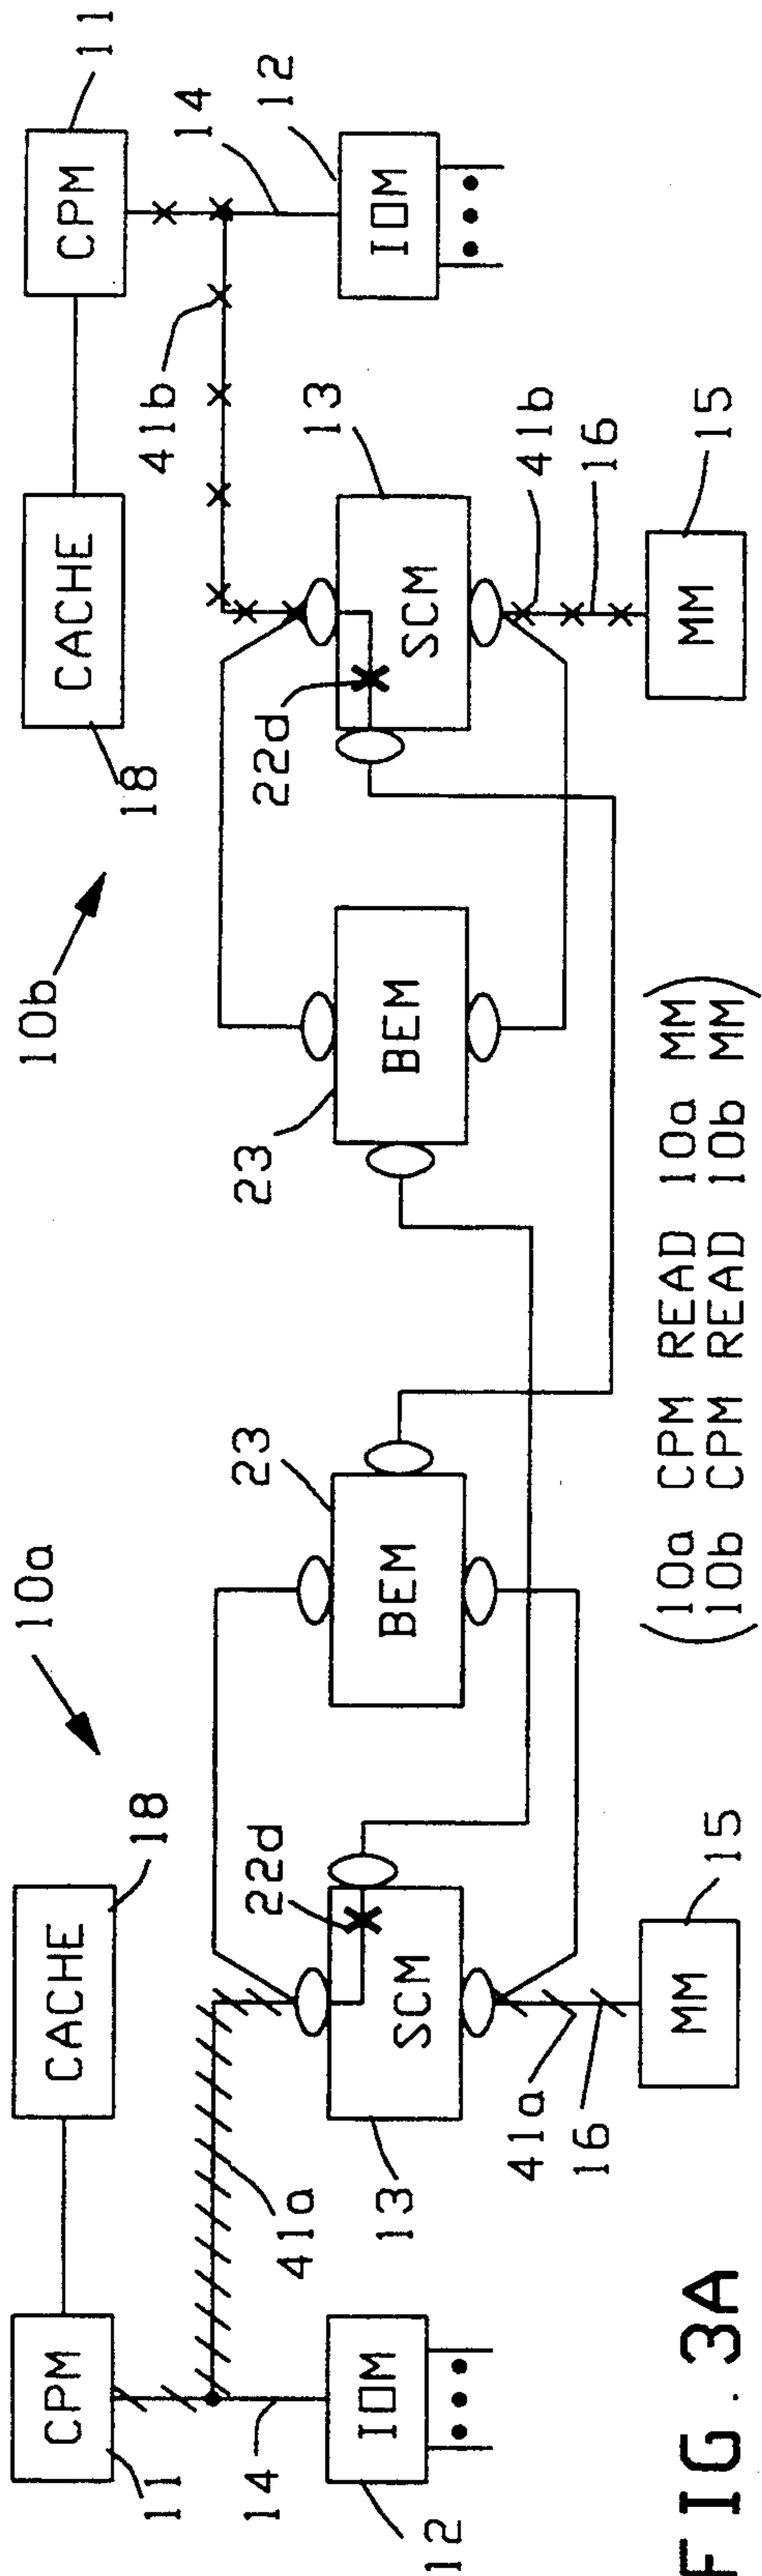 10a
10b
CPM
CACHE
CACHE
CPM
11
18
18
11
41a
22d
23
23
22d
41b
14
14
IOM
SCM
BEM
BEM
SCM
IOM
12
13
13
12
41a
16
41b
16
MM
15
MM
15
(10a CPM READ 10a MM)
(10b CPM READ 10b MM)
FIG. 3A